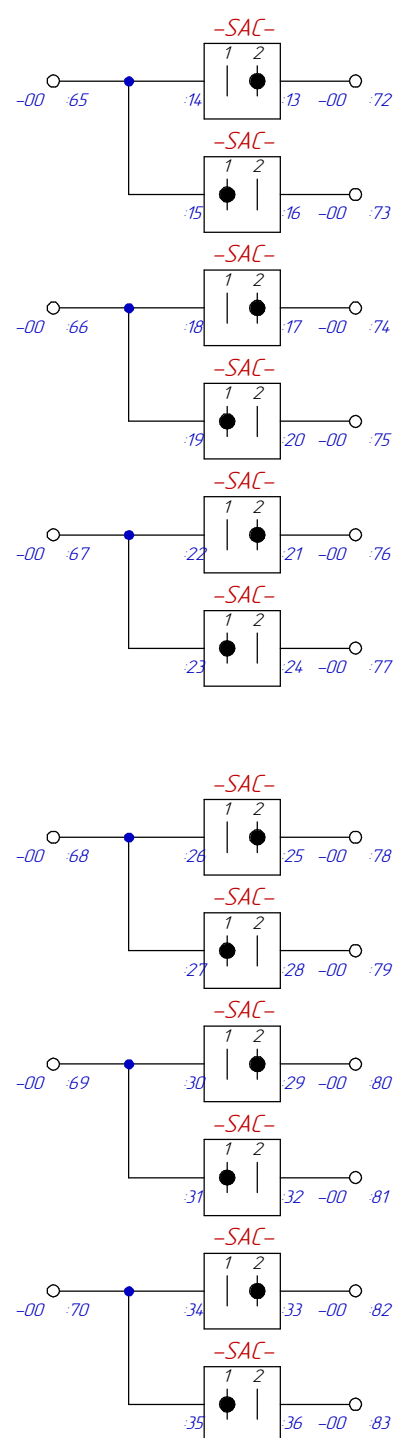 -SAC-
1 2
-00 :65 :14 :13 -00 :72
-SAC-
1 2
:15 :16 -00 :73
-SAC-
1 2
-00 :66 :18 :17 -00 :74
-SAC-
1 2
:19 :20 -00 :75
-SAC-
1 2
-00 :67 :22 :21 -00 :76
-SAC-
1 2
:23 :24 -00 :77
-SAC-
1 2
-00 :68 :26 :25 -00 :78
-SAC-
1 2
:27 :28 -00 :79
-SAC-
1 2
-00 :69 :30 :29 -00 :80
-SAC-
1 2
:31 :32 -00 :81
-SAC-
1 2
-00 :70 :34 :33 -00 :82
-SAC-
1 2
:35 :36 -00 :83